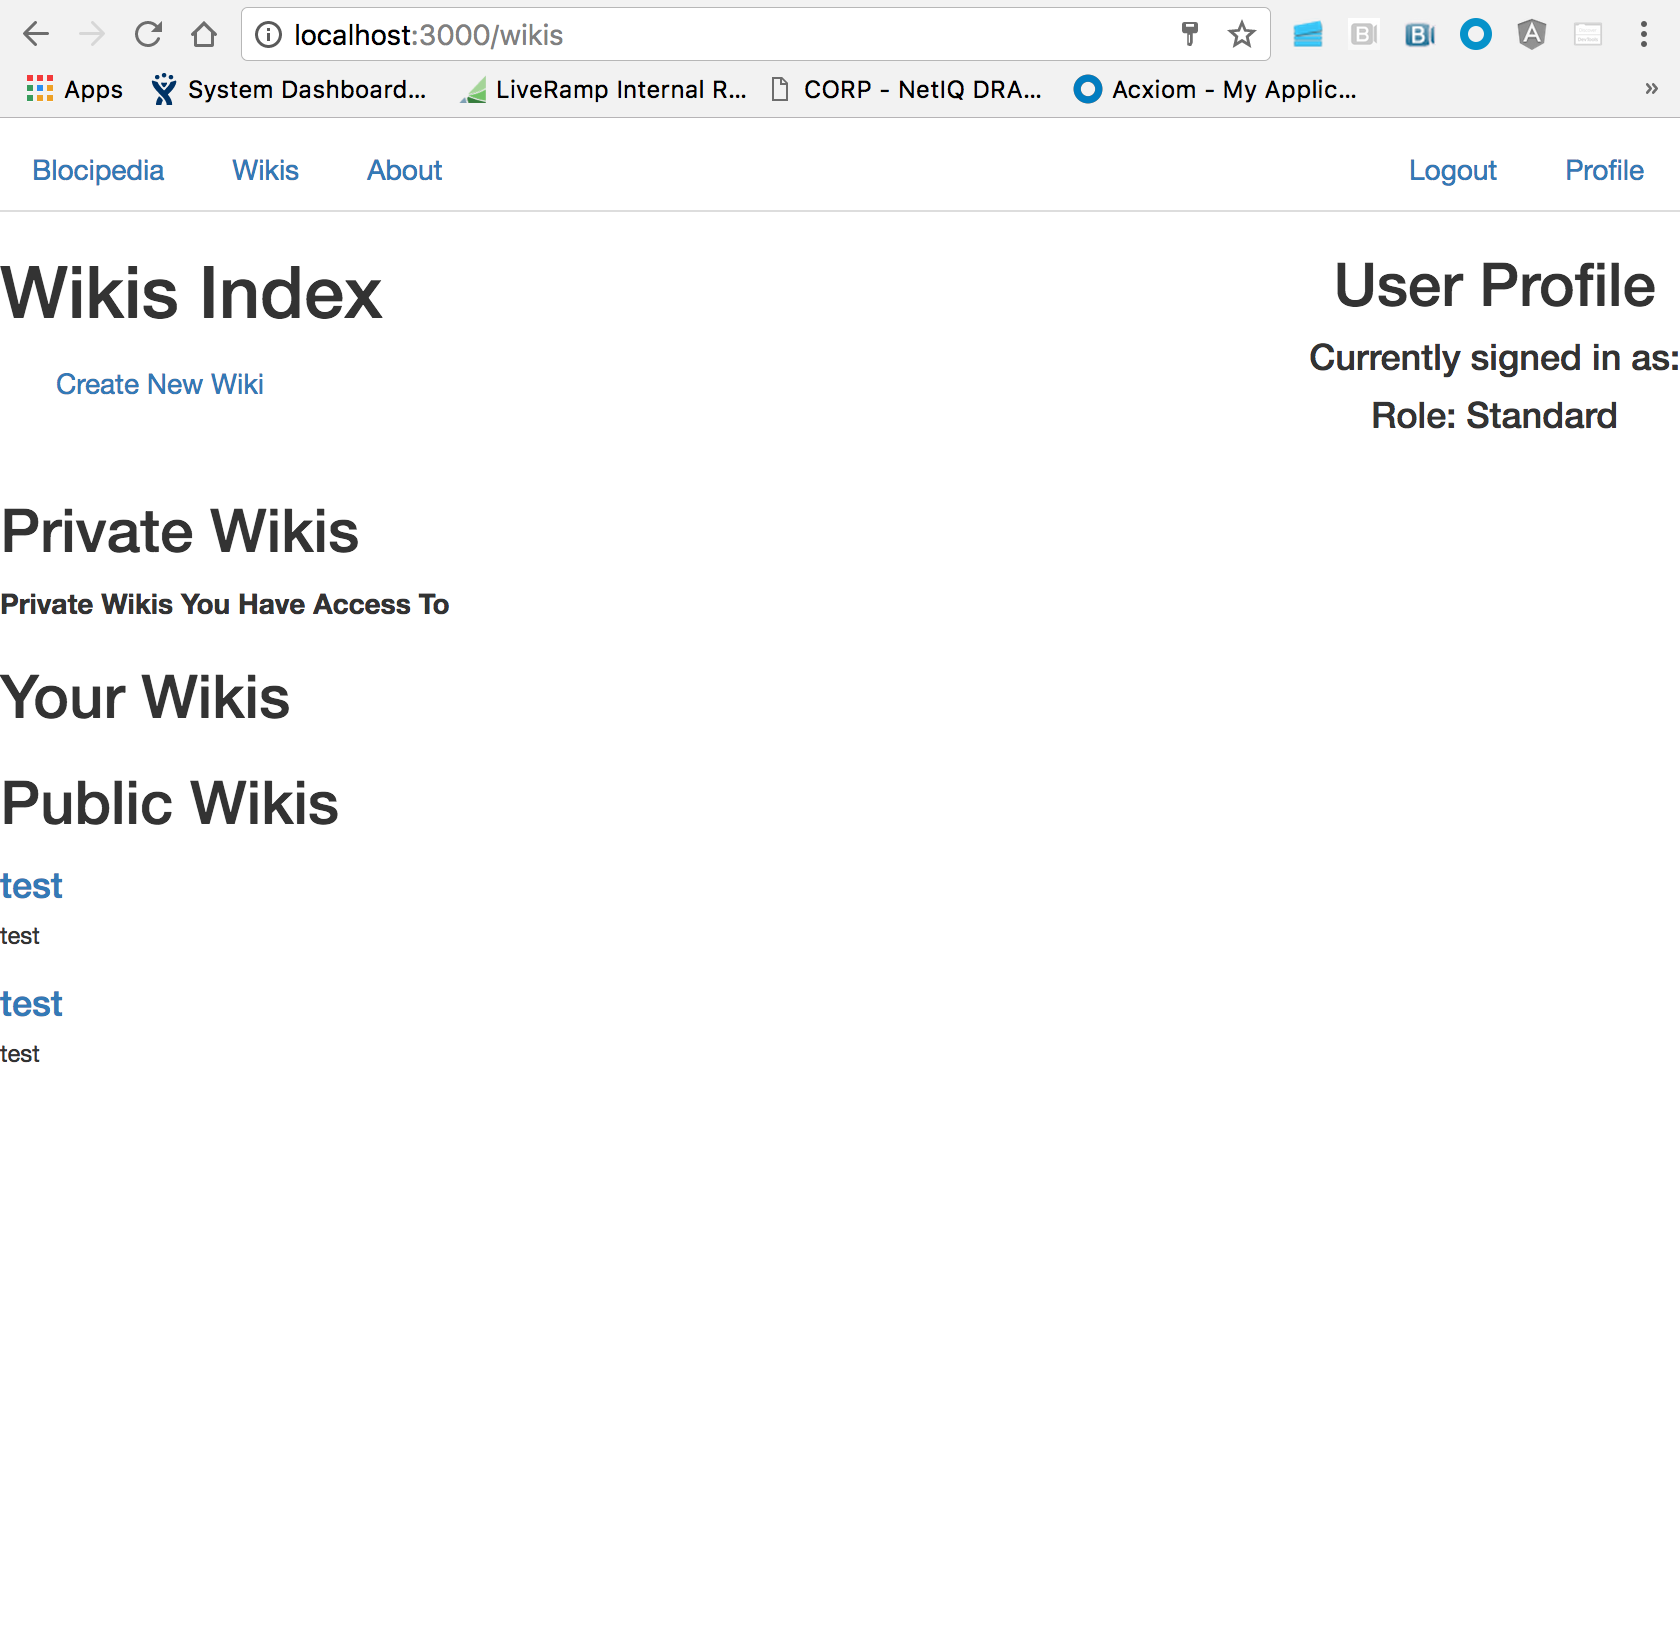 localhost:3000/wikis
Apps System Dashboard... LiveRamp Internal R... CORP - NetIQ DRA... Acxiom - My Applic... »
Blocipedia Wikis About Logout Profile
Wikis Index
Create New Wiki
User Profile
Currently signed in as:
Role: Standard
Private Wikis
Private Wikis You Have Access To
Your Wikis
Public Wikis
test
test
test
test